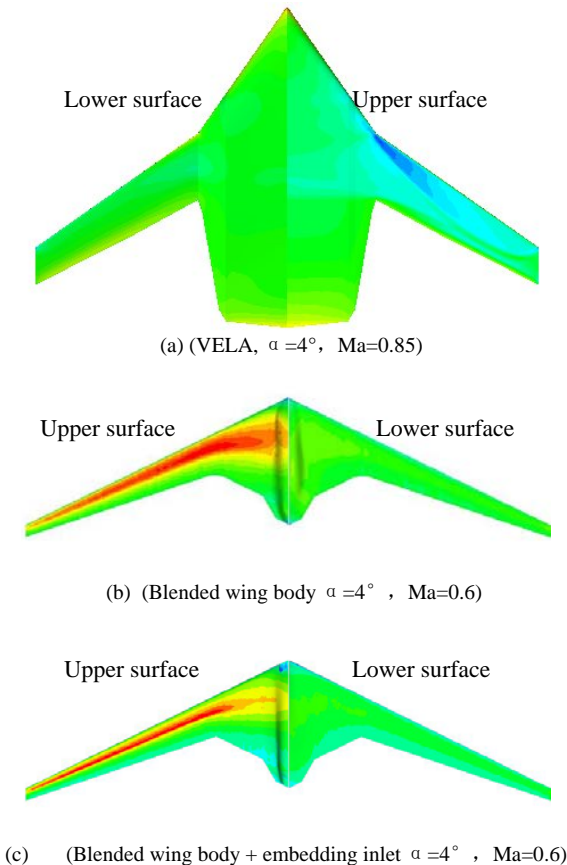 Lower surface Upper surface
(a) (VELA, α =4°, Ma=0.85)
Upper surface Lower surface
(b) (Blended wing body α =4° , Ma=0.6)
Upper surface Lower surface
(c) (Blended wing body + embedding inlet α =4° , Ma=0.6)